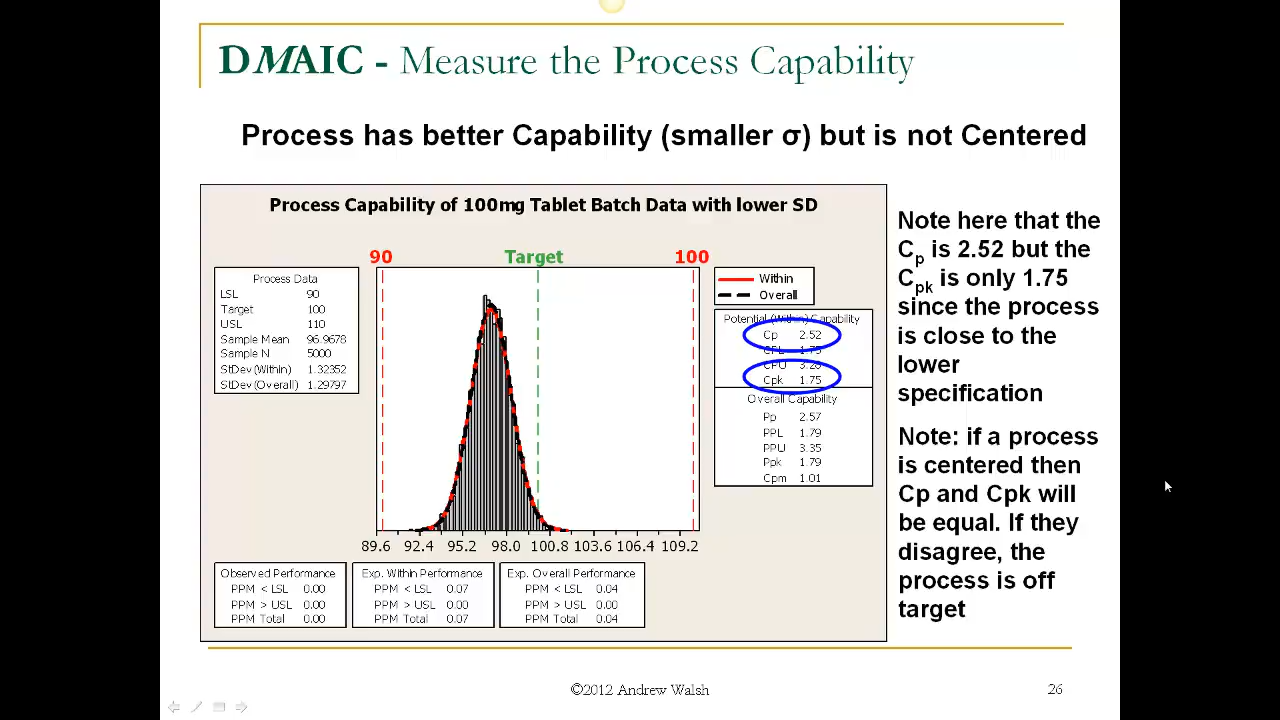 DMAIC - Measure the Process Capability
Process has better Capability (smaller σ) but is not Centered
Process Capability of 100mg Tablet Batch Data with lower SD
90
Target
100
Process Data
LSL 90
Target 100
USL 110
Sample Mean 96.9678
Sample N 5000
StDev(Within) 1.32352
StDev(Overall) 1.29797
Within
Overall
Potential (Within) Capability
Cp 2.52
CPL 1.75
CPU 3.28
Cpk 1.75
Overall Capability
Pp 2.57
PPL 1.79
PPU 3.35
Ppk 1.79
Cpm 1.01
89.6 92.4 95.2 98.0 100.8 103.6 106.4 109.2
Observed Performance
PPM < LSL 0.00
PPM > USL 0.00
PPM Total 0.00
Exp. Within Performance
PPM < LSL 0.07
PPM > USL 0.00
PPM Total 0.07
Exp. Overall Performance
PPM < LSL 0.04
PPM > USL 0.00
PPM Total 0.04
Note here that the
Cp is 2.52 but the
Cpk is only 1.75
since the process
is close to the
lower
specification
Note: if a process
is centered then
Cp and Cpk will
be equal. If they
disagree, the
process is off
target
©2012 Andrew Walsh
26